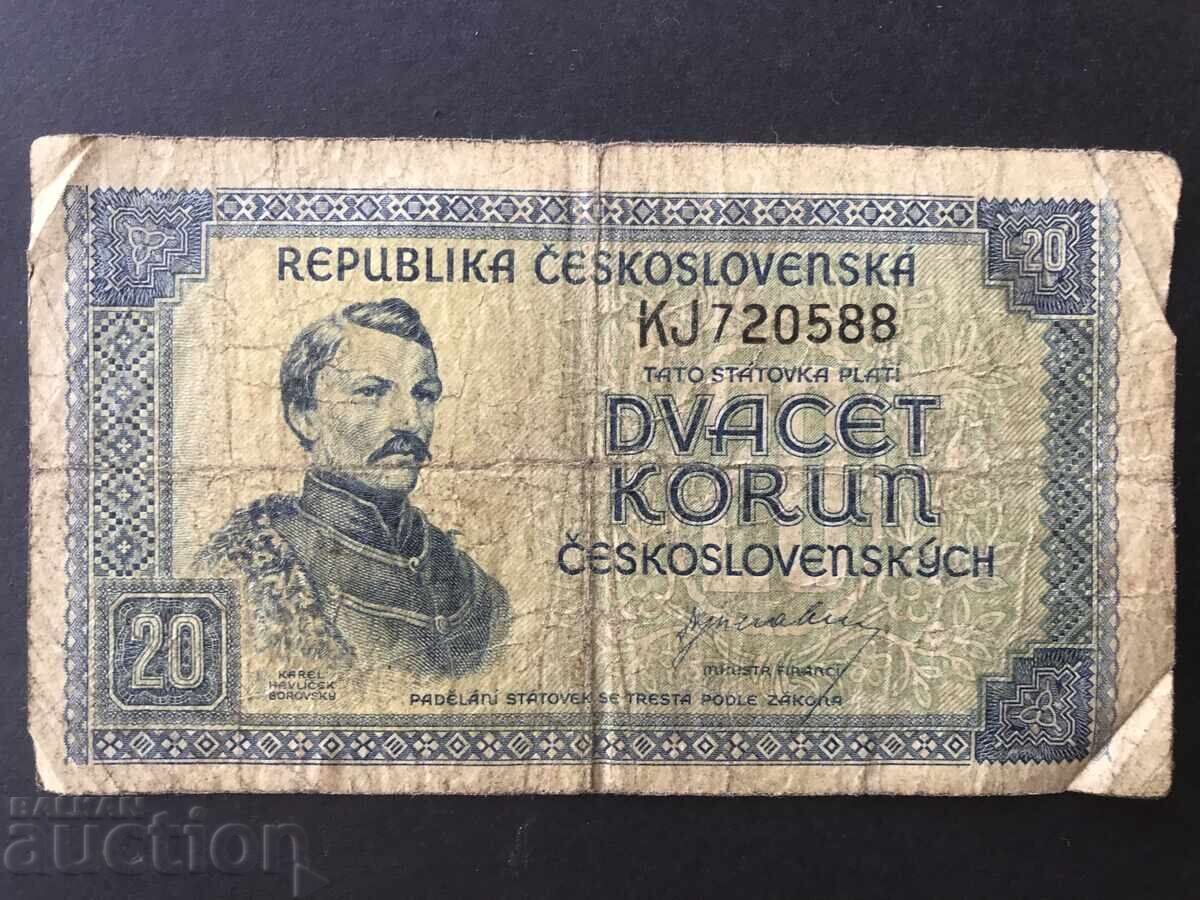 20
REPUBLIKA ČESKOSLOVENSKÁ
KJ720588
TATO STÁTOVKA PLATÍ
DVACET
KORUN
ČESKOSLOVENSKÝCH
20
KAREL
HAVLÍČEK
BOROVSKÝ
MINISTR FINANCÍ
PADĚLÁNÍ STÁTOVEK SE TRESTÁ PODLE ZÁKONA
BALKAN
auction